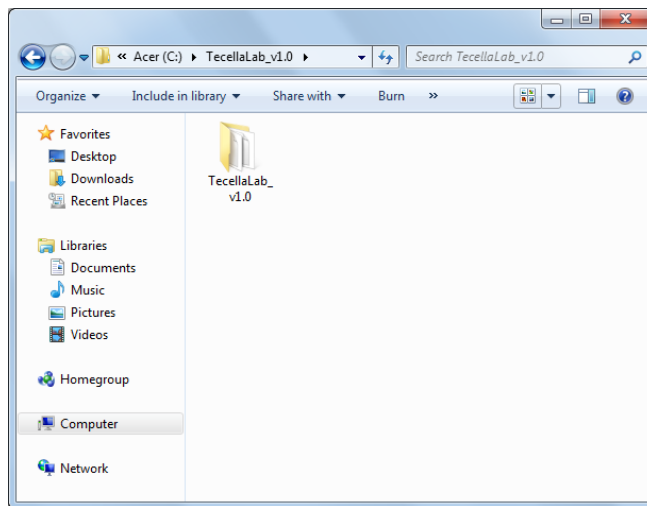 « Acer (C:) ▸ TecellaLab_v1.0 ▸ Search TecellaLab_v1.0
Organize Include in library Share with Burn »
Favorites
Desktop
Downloads
Recent Places
Libraries
Documents
Music
Pictures
Videos
Homegroup
Computer
Network
TecellaLab_
v1.0